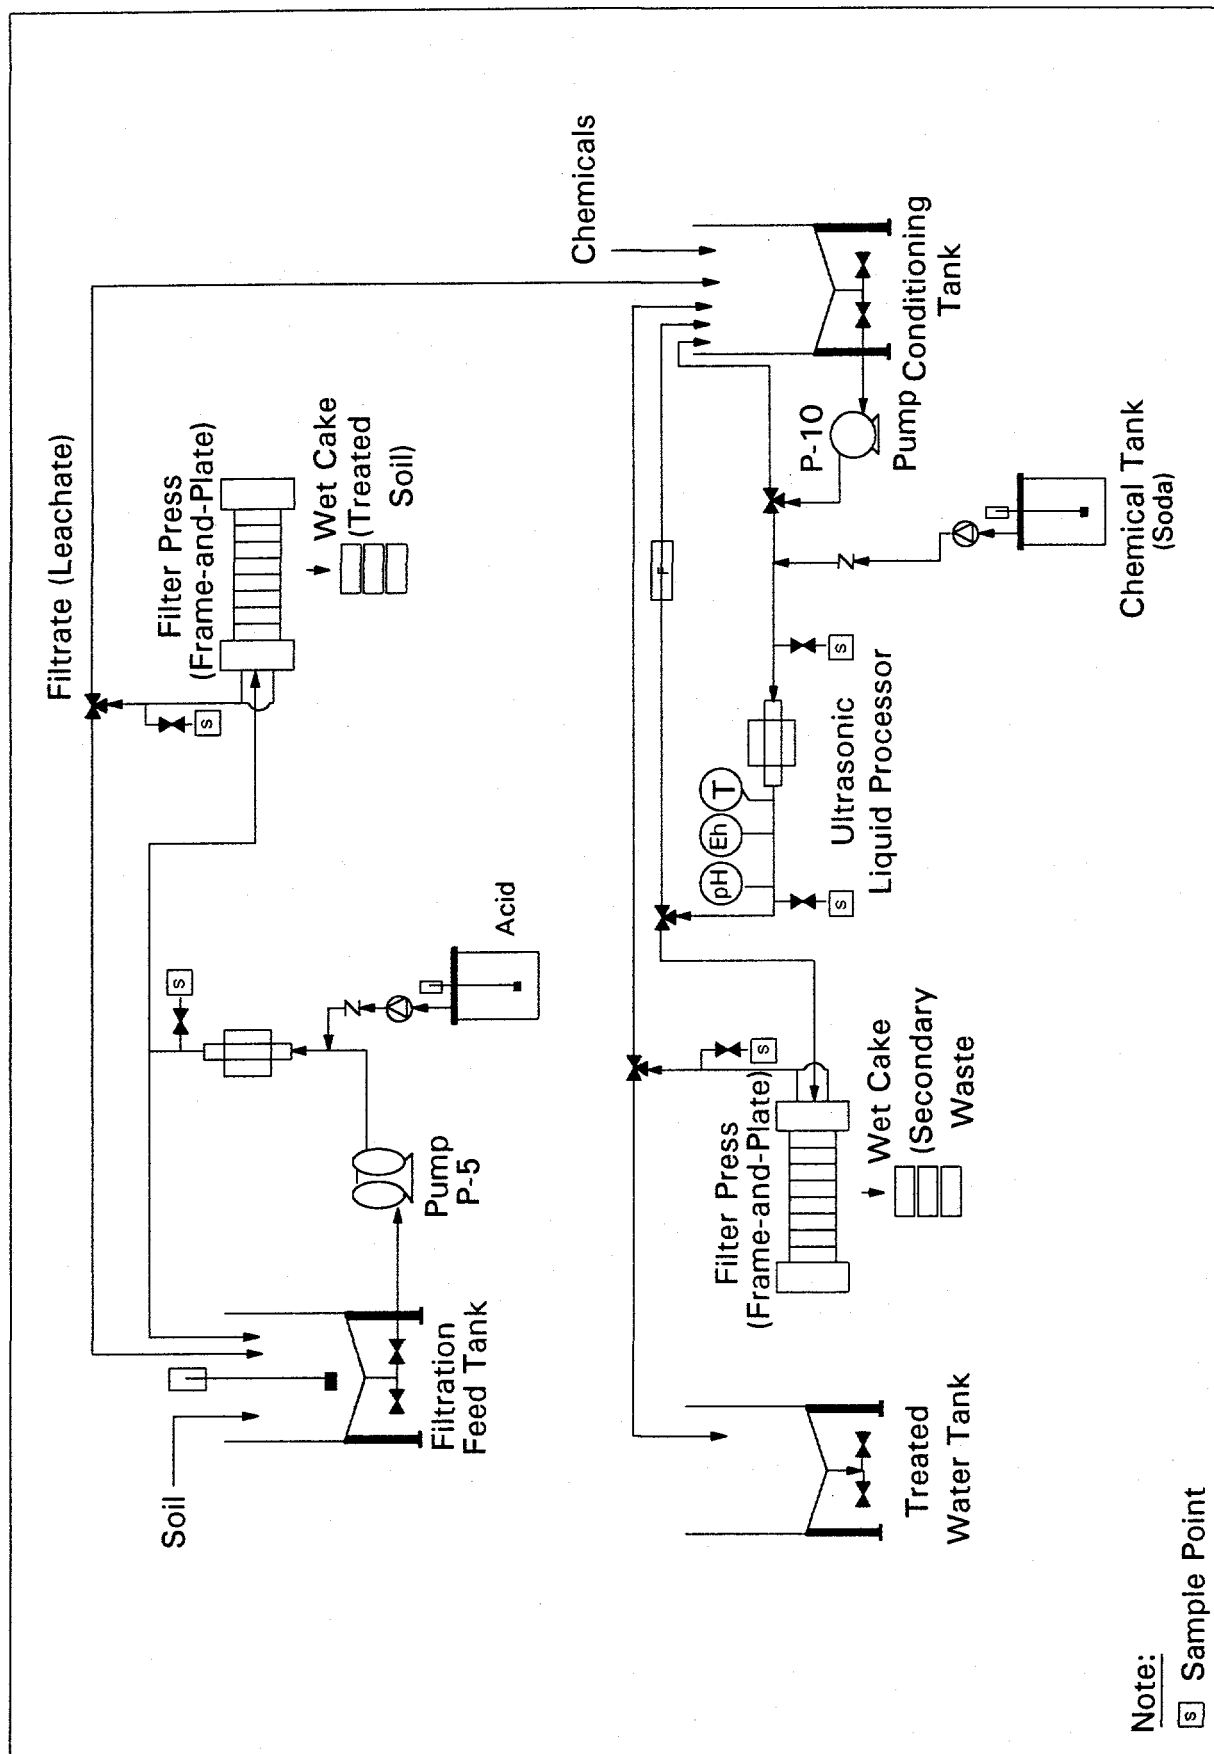 Filtrate (Leachate)
Soil
S
Filter Press
(Frame-and-Plate)
S
Wet Cake
(Treated
Soil)
Acid
Pump
P-5
Filtration
Feed Tank
Chemicals
F
pH
Eh
T
S
S
S
Filter Press
(Frame-and-Plate)
Wet Cake
(Secondary
Waste
Ultrasonic
Liquid Processor
P-10
Pump
Conditioning
Tank
Treated
Water Tank
Chemical Tank
(Soda)
Note:
S Sample Point